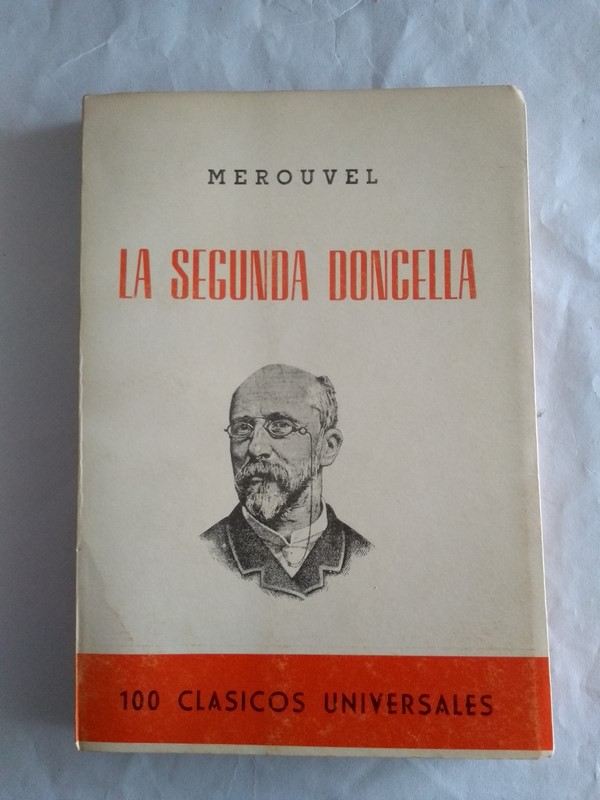 MEROUVEL
LA SEGUNDA DONCELLA
100 CLASICOS UNIVERSALES